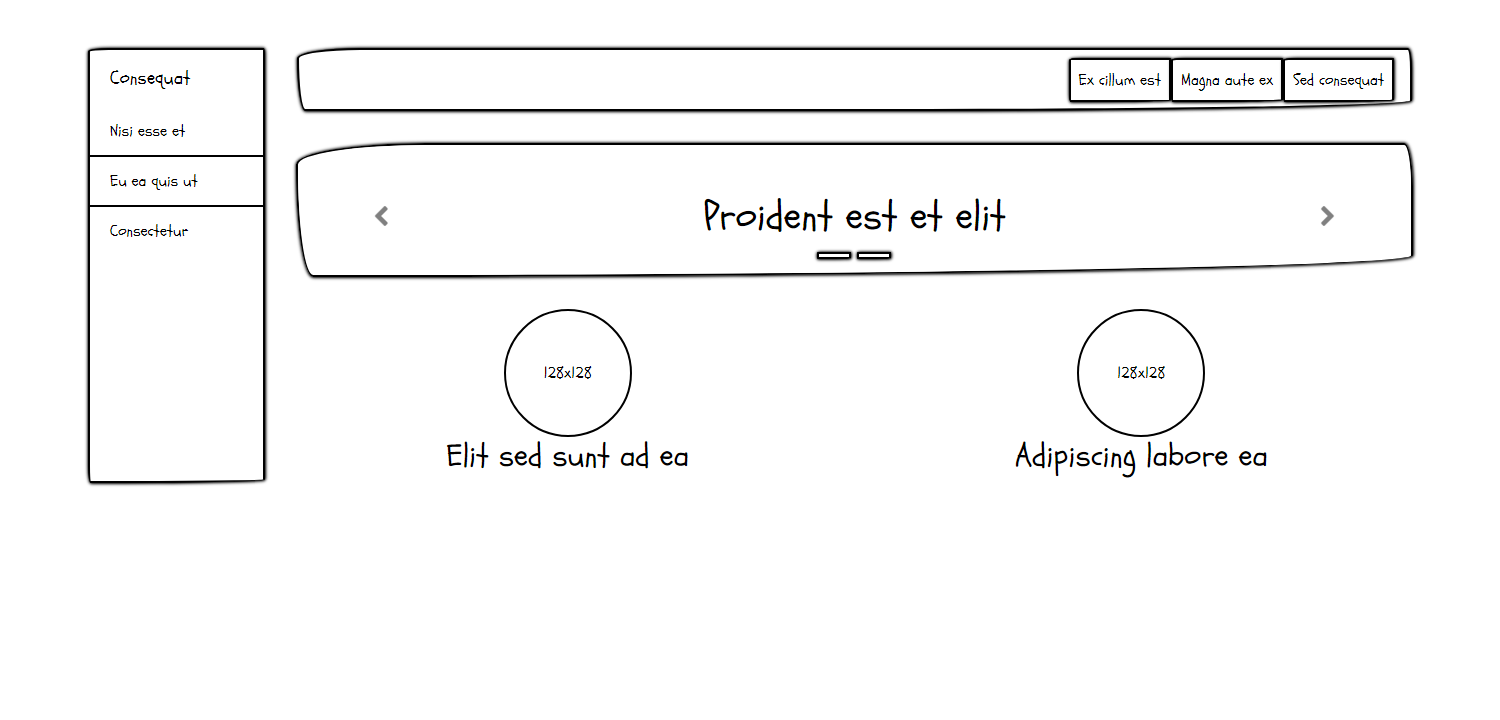 Consequat
Nisi esse et
Eu ea quis ut
Consectetur
Ex cillum est
Magna aute ex
Sed consequat
Proident est et elit
128x128
Elit sed sunt ad ea
128x128
Adipiscing labore ea